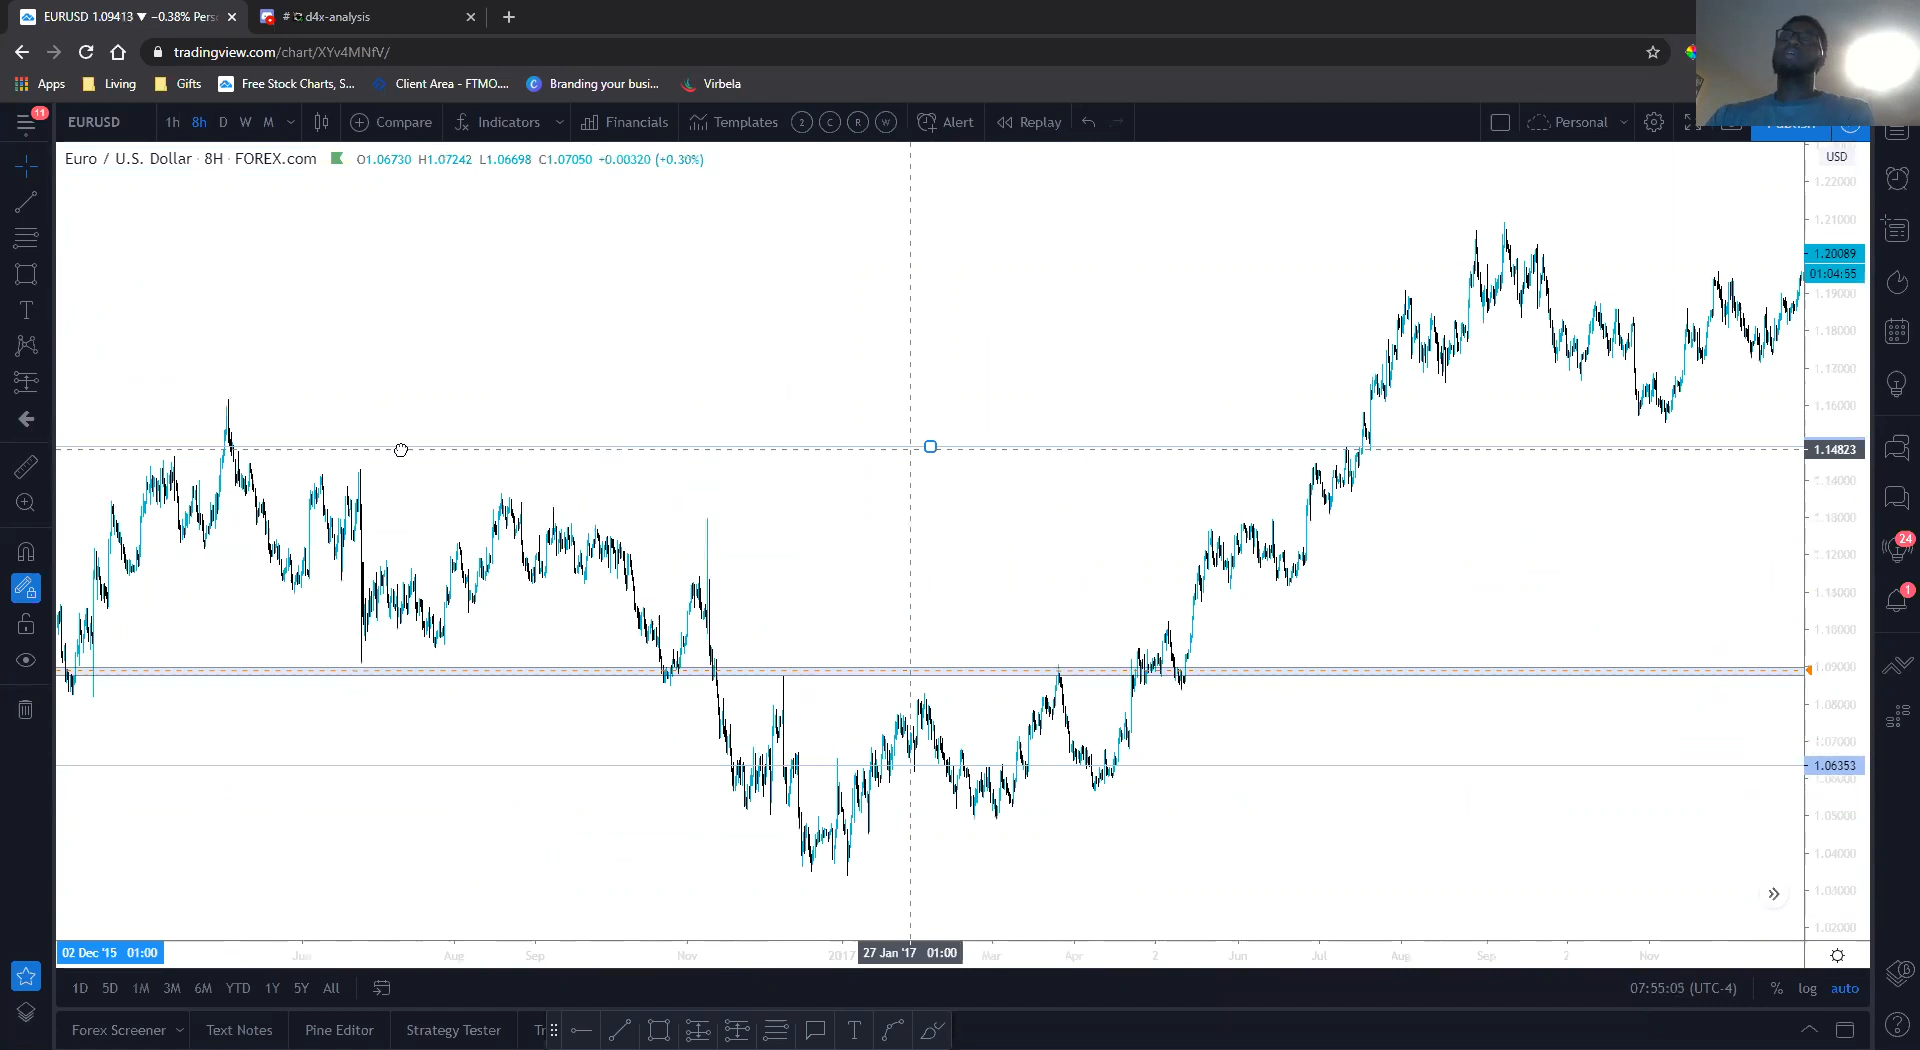 EURUSD 1.09413 ▼ −0.38% Pers
# d4x-analysis
tradingview.com/chart/XYv4MNfV/
Apps Living Gifts Free Stock Charts, S... Client Area - FTMO.... Branding your busi... Virbela
11
EURUSD 1h 8h D W M Compare Indicators Financials Templates 2 C R W Alert Replay Personal
Euro / U.S. Dollar · 8H · FOREX.com O1.06730 H1.07242 L1.06698 C1.07050 +0.00320 (+0.30%)
USD
1.22000
1.21000
1.20089
01:04:55
1.19000
1.18000
1.17000
1.16000
1.14823
1.14000
1.13000
1.12000
1.11000
1.10000
1.09000
1.08000
1.07000
1.06353
1.05000
1.04000
1.02000
24
1
02 Dec '15 01:00 Jun Aug Sep Nov 2017 27 Jan '17 01:00 Mar Apr 2 Jun Jul Aug Sep 2 Nov
1D 5D 1M 3M 6M YTD 1Y 5Y All 07:55:05 (UTC-4) % log auto
Forex Screener Text Notes Pine Editor Strategy Tester Tr